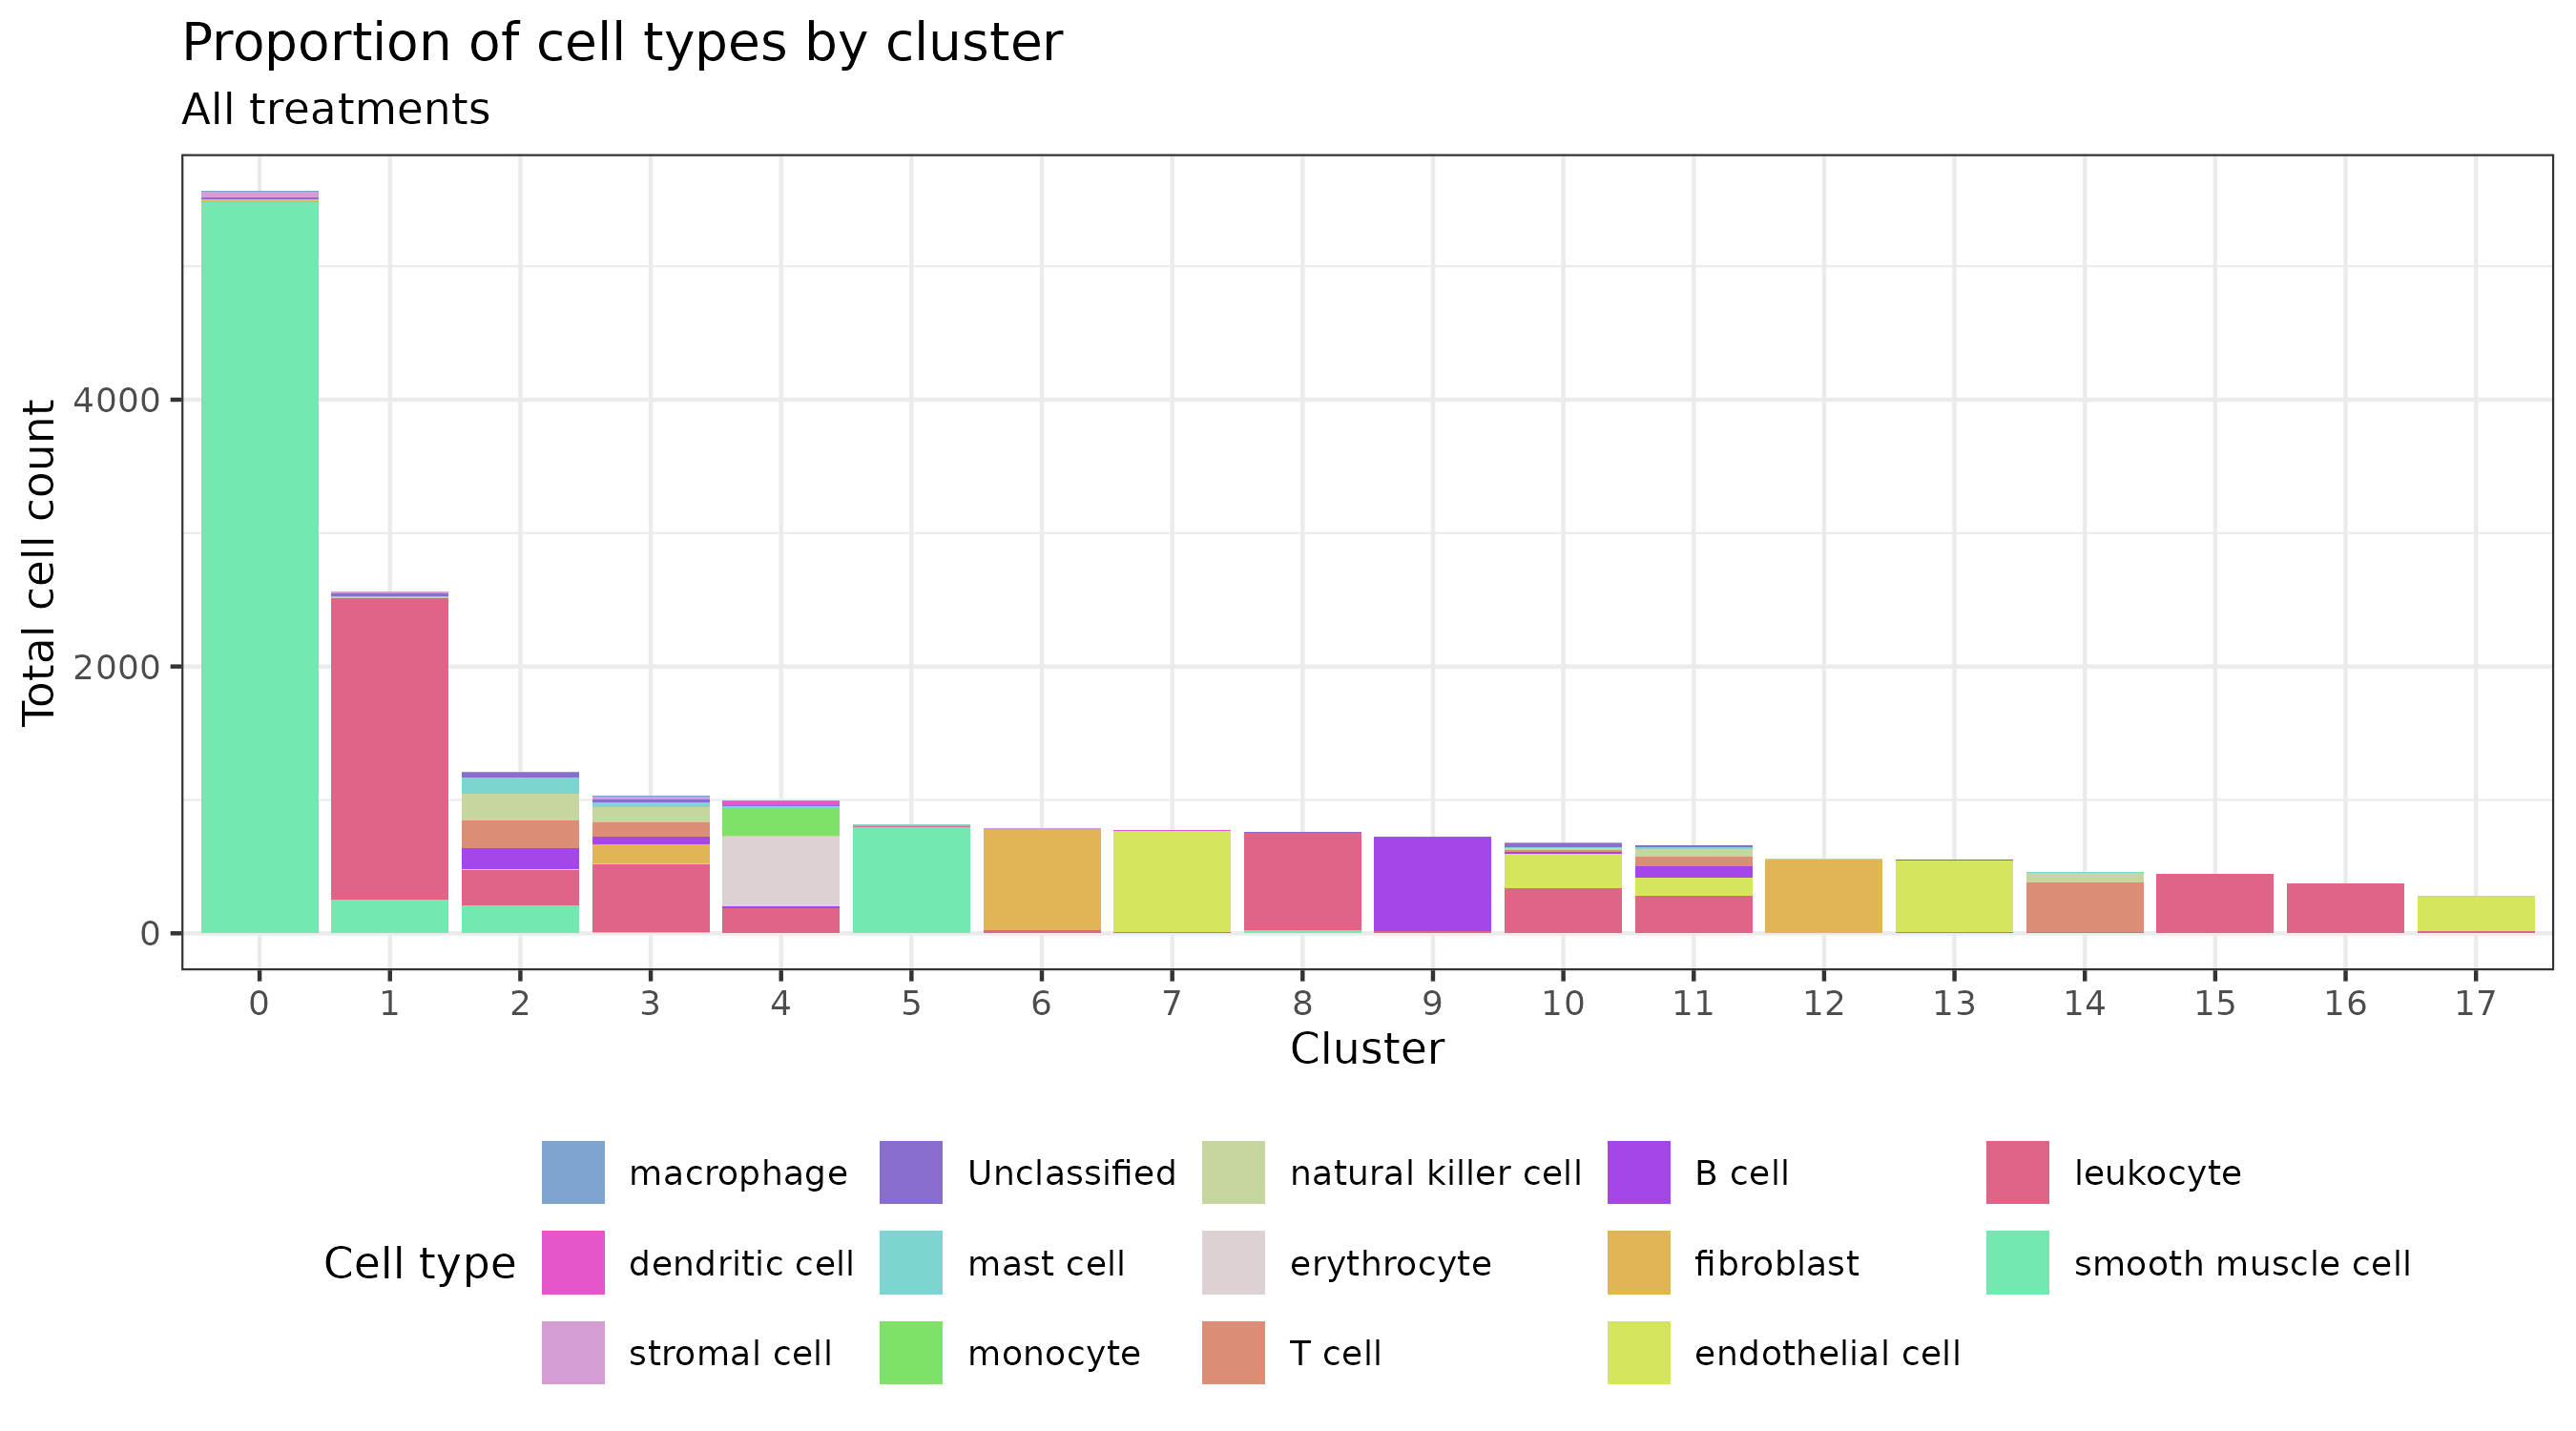 Proportion of cell types by cluster
All treatments
Total cell count
4000
2000
0
0 1 2 3 4 5 6 7 8 9 10 11 12 13 14 15 16 17
Cluster
Cell type
macrophage Unclassified natural killer cell B cell leukocyte
dendritic cell mast cell erythrocyte fibroblast smooth muscle cell
stromal cell monocyte T cell endothelial cell